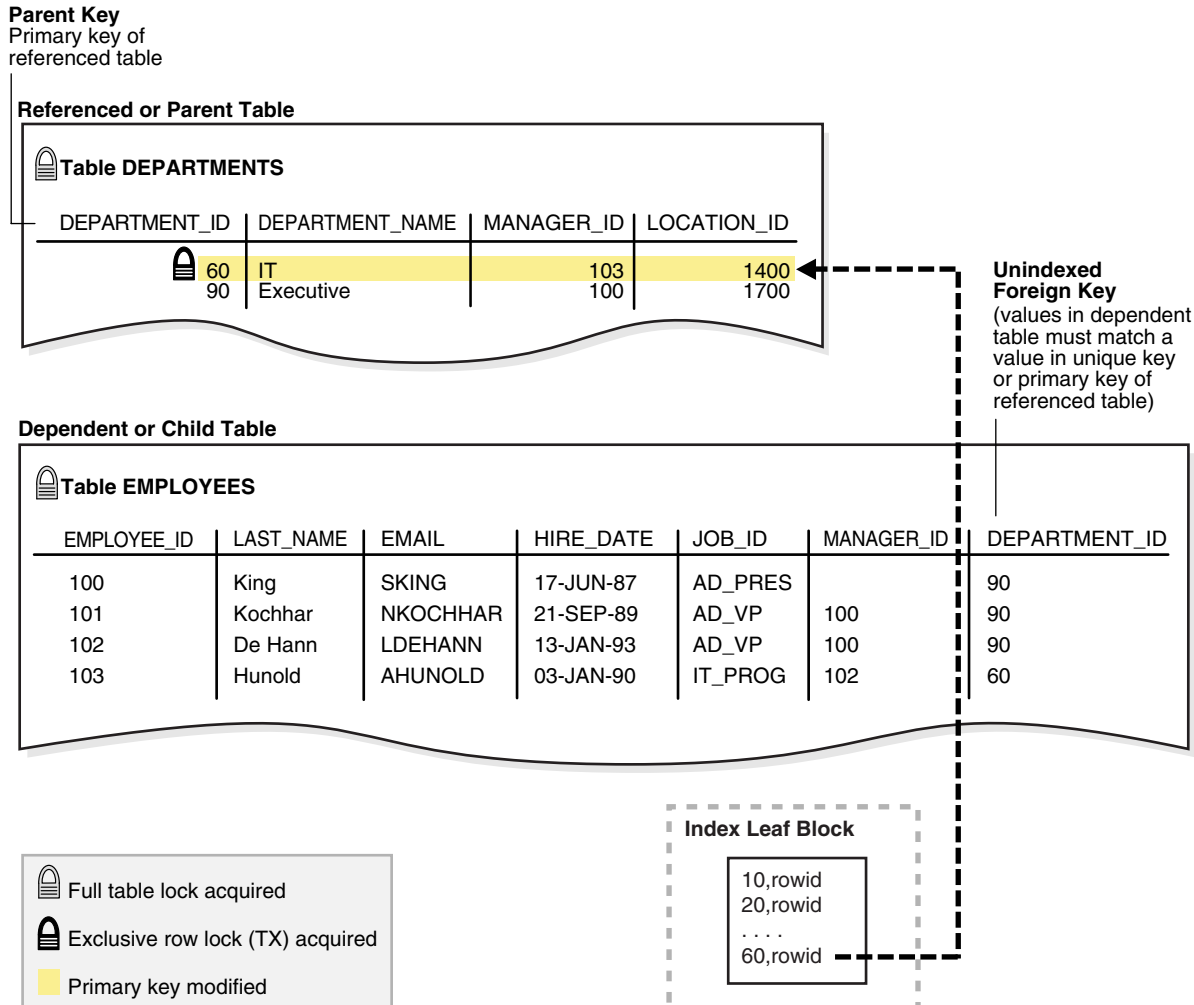 Parent Key
Primary key of
referenced table
Referenced or Parent Table
Table DEPARTMENTS
DEPARTMENT_ID DEPARTMENT_NAME MANAGER_ID LOCATION_ID
60 IT 103 1400
90 Executive 100 1700
Unindexed
Foreign Key
(values in dependent
table must match a
value in unique key
or primary key of
referenced table)
Dependent or Child Table
Table EMPLOYEES
EMPLOYEE_ID LAST_NAME EMAIL HIRE_DATE JOB_ID MANAGER_ID DEPARTMENT_ID
100 King SKING 17-JUN-87 AD_PRES 90
101 Kochhar NKOCHHAR 21-SEP-89 AD_VP 100 90
102 De Hann LDEHANN 13-JAN-93 AD_VP 100 90
103 Hunold AHUNOLD 03-JAN-90 IT_PROG 102 60
Index Leaf Block
10,rowid
20,rowid
. . . .
60,rowid
Full table lock acquired
Exclusive row lock (TX) acquired
Primary key modified